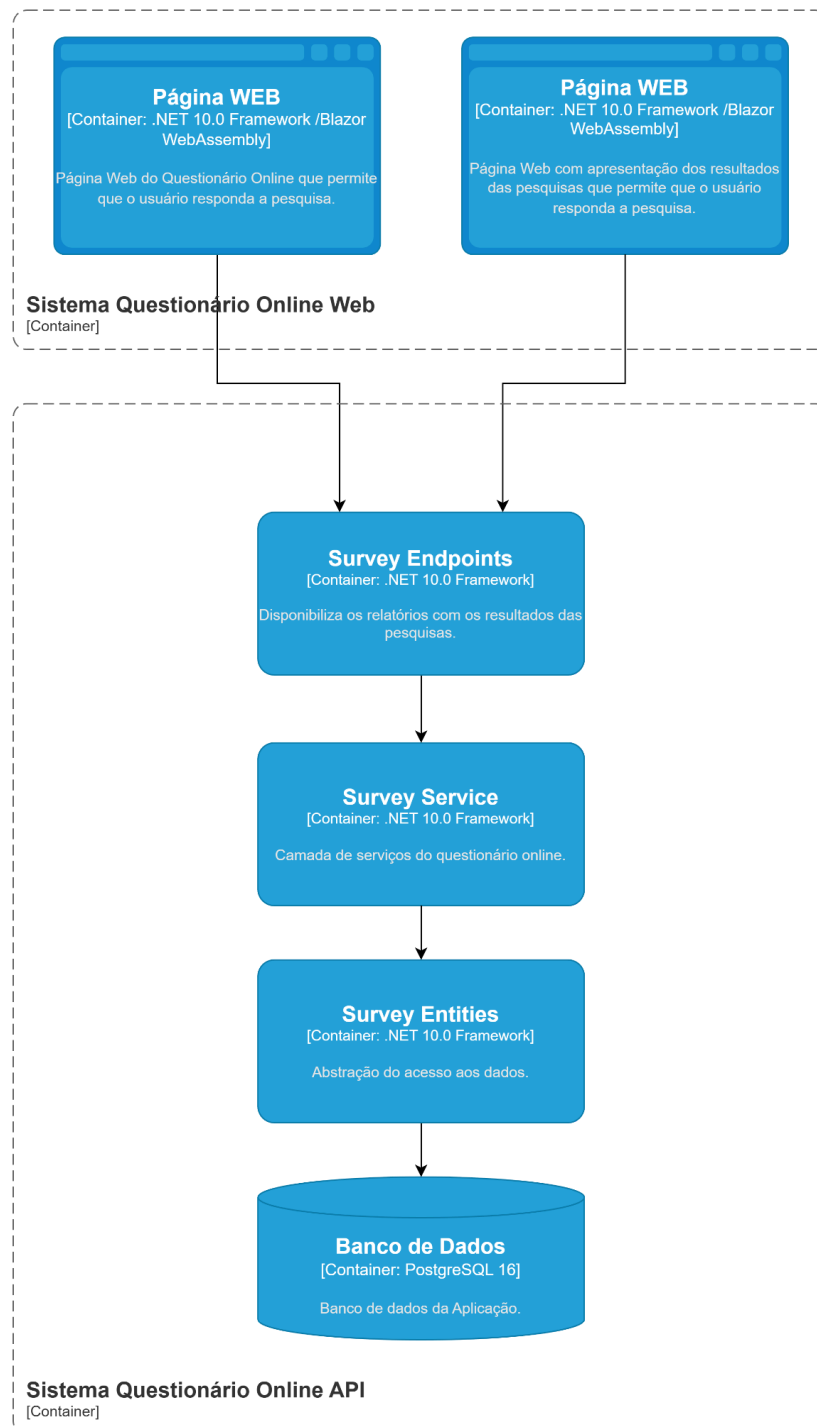 Página WEB
[Container: .NET 10.0 Framework /Blazor
WebAssembly]
Página Web do Questionário Online que permite
que o usuário responda a pesquisa.
Página WEB
[Container: .NET 10.0 Framework /Blazor
WebAssembly]
Página Web com apresentação dos resultados
das pesquisas que permite que o usuário
responda a pesquisa.
Sistema Questionário Online Web
[Container]
Survey Endpoints
[Container: .NET 10.0 Framework]
Disponibiliza os relatórios com os resultados das
pesquisas.
Survey Service
[Container: .NET 10.0 Framework]
Camada de serviços do questionário online.
Survey Entities
[Container: .NET 10.0 Framework]
Abstração do acesso aos dados.
Banco de Dados
[Container: PostgreSQL 16]
Banco de dados da Aplicação.
Sistema Questionário Online API
[Container]